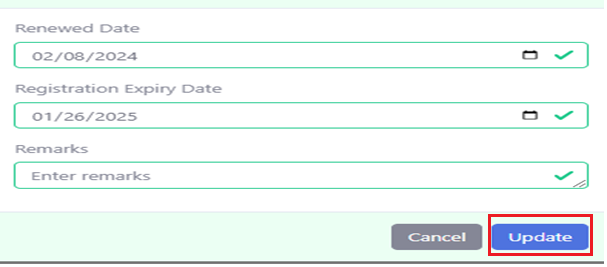 Renewed Date
02/08/2024
Registration Expiry Date
01/26/2025
Remarks
Enter remarks
Cancel Update